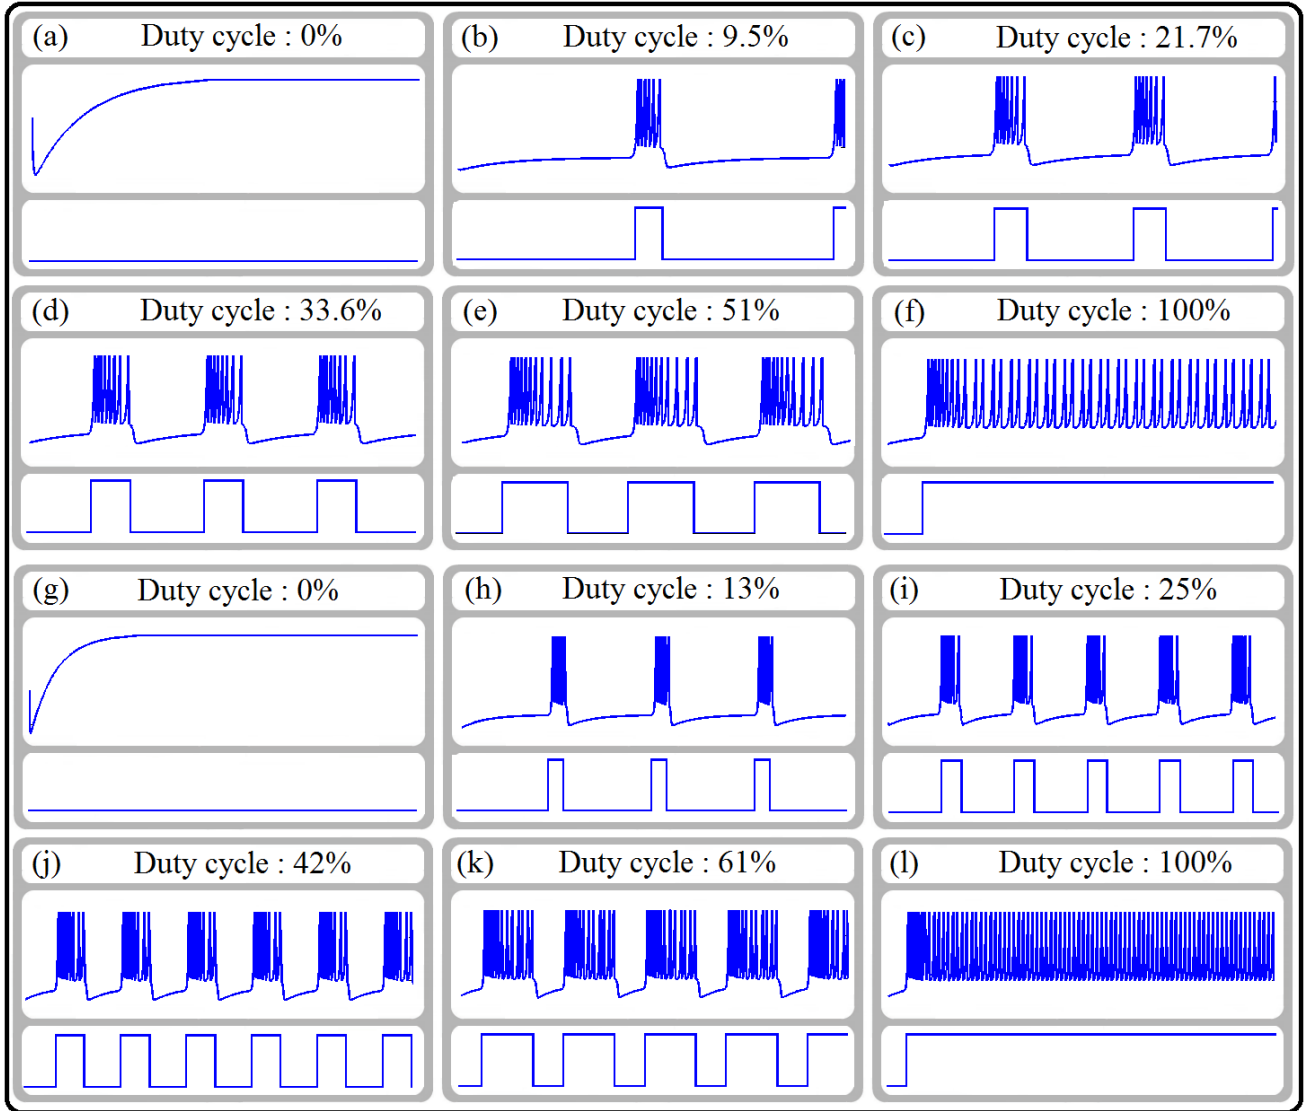 (a) Duty cycle : 0%
(b) Duty cycle : 9.5%
(c) Duty cycle : 21.7%
(d) Duty cycle : 33.6%
(e) Duty cycle : 51%
(f) Duty cycle : 100%
(g) Duty cycle : 0%
(h) Duty cycle : 13%
(i) Duty cycle : 25%
(j) Duty cycle : 42%
(k) Duty cycle : 61%
(l) Duty cycle : 100%